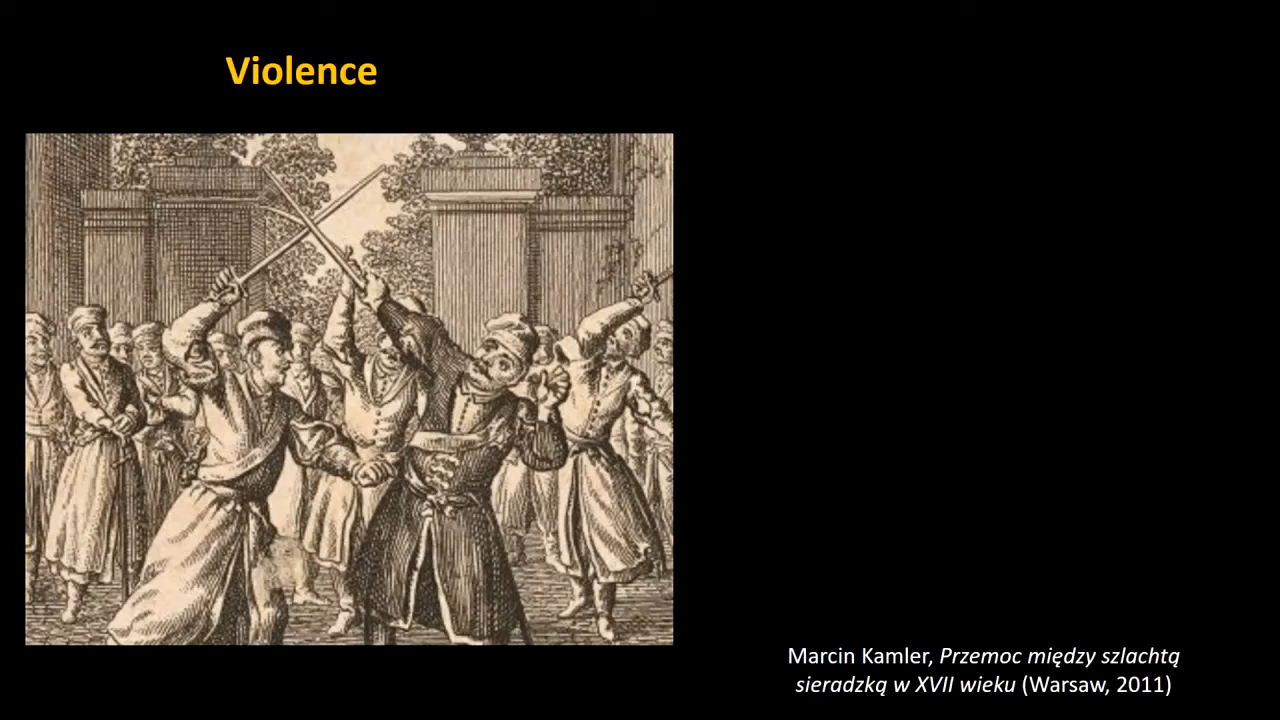 Violence
Marcin Kamler, Przemoc między szlachtą
sieradzką w XVII wieku (Warsaw, 2011)